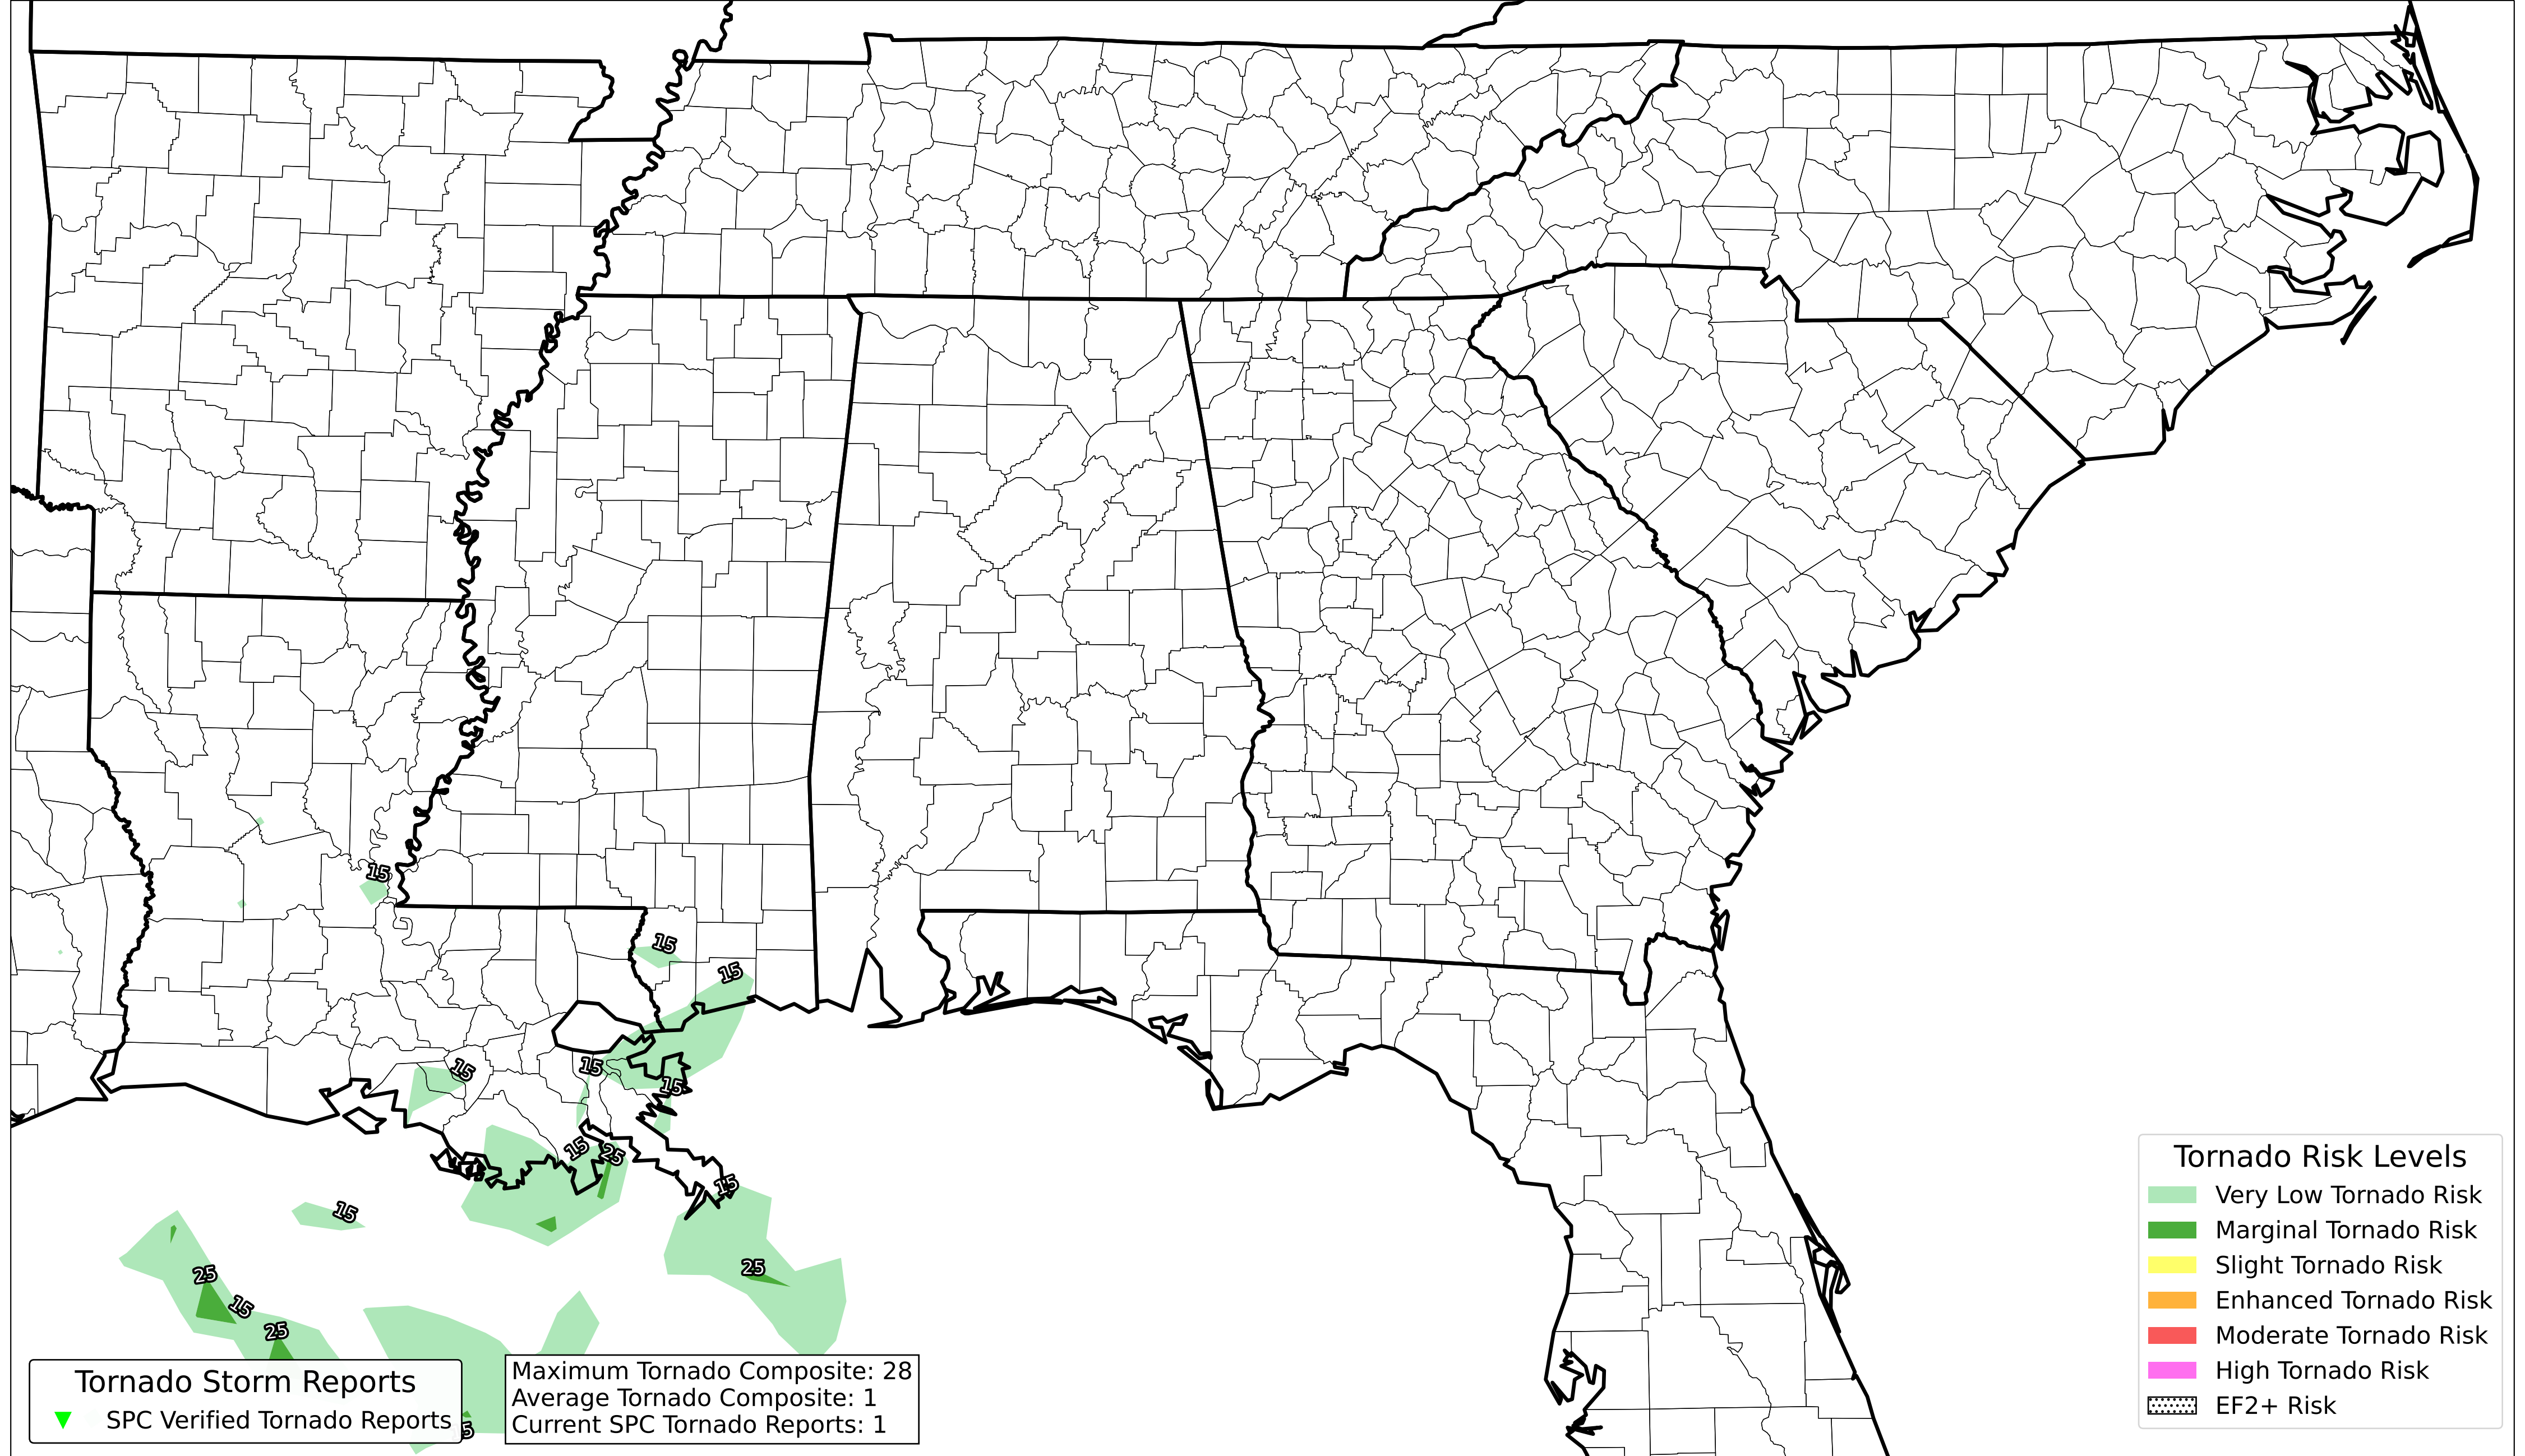 15
15
15
15
15
15
15
25
15
15
25
25
15
25
Tornado Storm Reports
SPC Verified Tornado Reports
Maximum Tornado Composite: 28
Average Tornado Composite: 1
Current SPC Tornado Reports: 1
Tornado Risk Levels
Very Low Tornado Risk
Marginal Tornado Risk
Slight Tornado Risk
Enhanced Tornado Risk
Moderate Tornado Risk
High Tornado Risk
EF2+ Risk